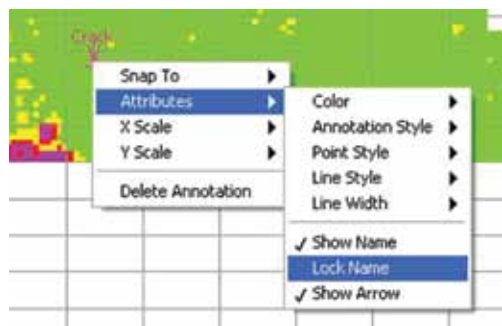 Crack
Snap To
Attributes
X Scale
Y Scale
Delete Annotation
Color
Annotation Style
Point Style
Line Style
Line Width
Show Name
Lock Name
Show Arrow